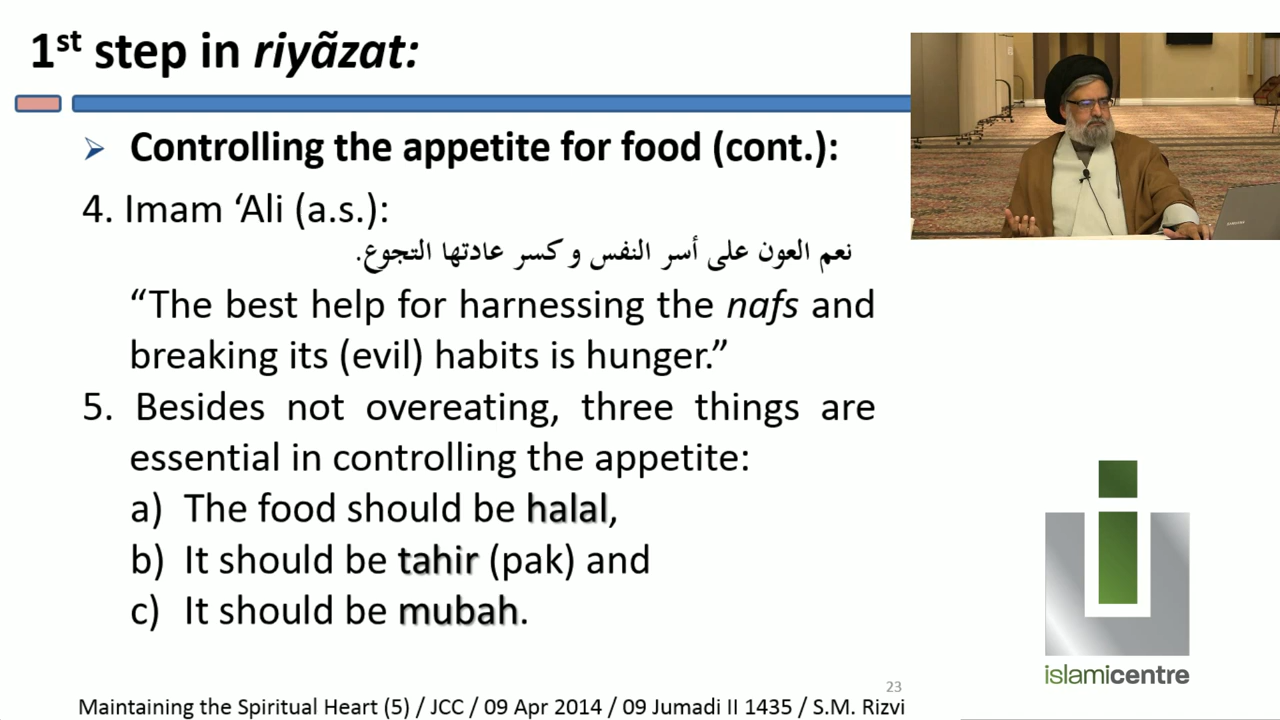 1st step in riyãzat:
➢ Controlling the appetite for food (cont.):
4. Imam ‘Ali (a.s.):
نعم العون على أسر النفس و كسر عادتها التجوع.
“The best help for harnessing the nafs and
breaking its (evil) habits is hunger.”
5. Besides not overeating, three things are
essential in controlling the appetite:
a) The food should be halal,
b) It should be tahir (pak) and
c) It should be mubah.
23
Maintaining the Spiritual Heart (5) / JCC / 09 Apr 2014 / 09 Jumadi II 1435 / S.M. Rizvi
SAMSUNG
islamicentre